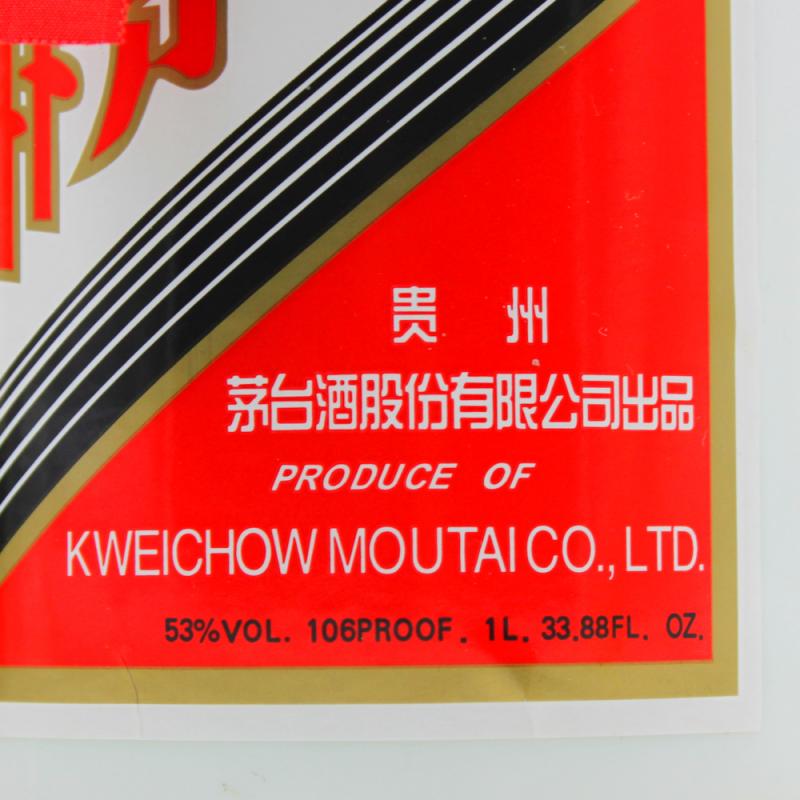 贵 州
茅台酒股份有限公司出品
PRODUCE OF
KWEICHOW MOUTAI CO., LTD.
53%VOL. 106PROOF. 1L. 33.88FL. OZ.